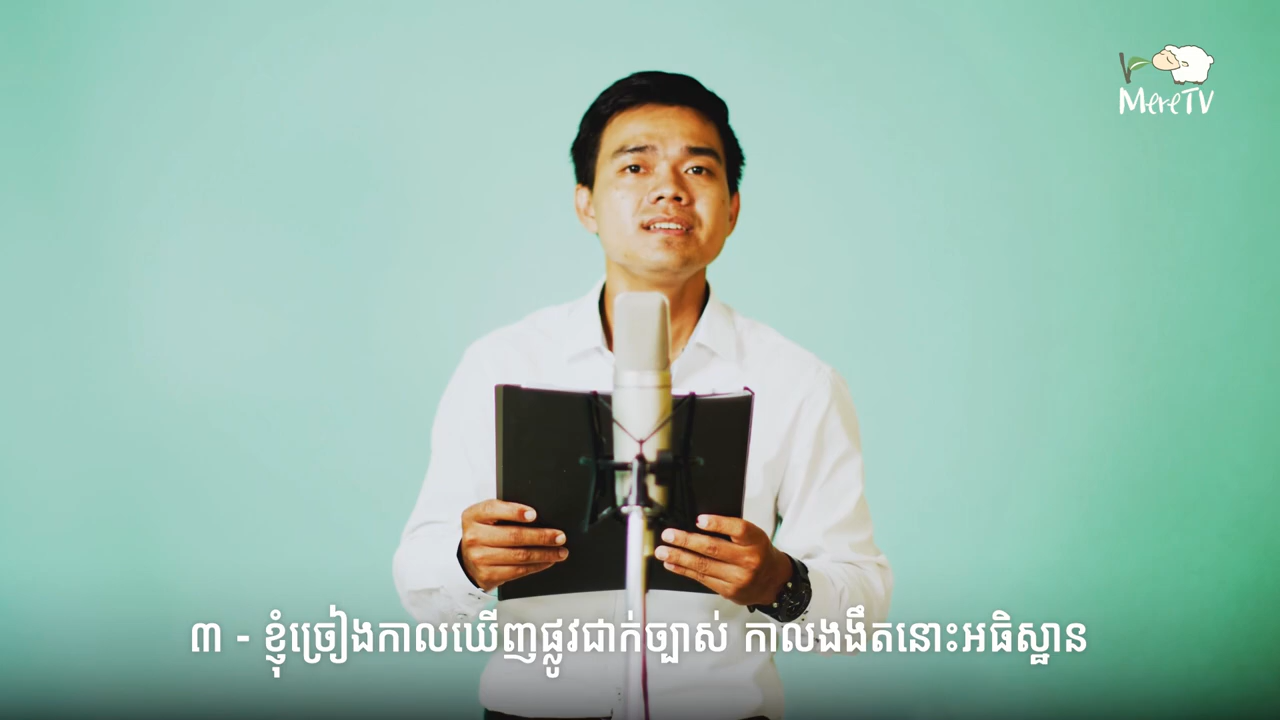 MereTV
៣ - ខ្ញុំច្រៀងកាលឃើញផ្លូវជាក់ច្បាស់ កាលងងឹតនោះអធិស្ឋាន